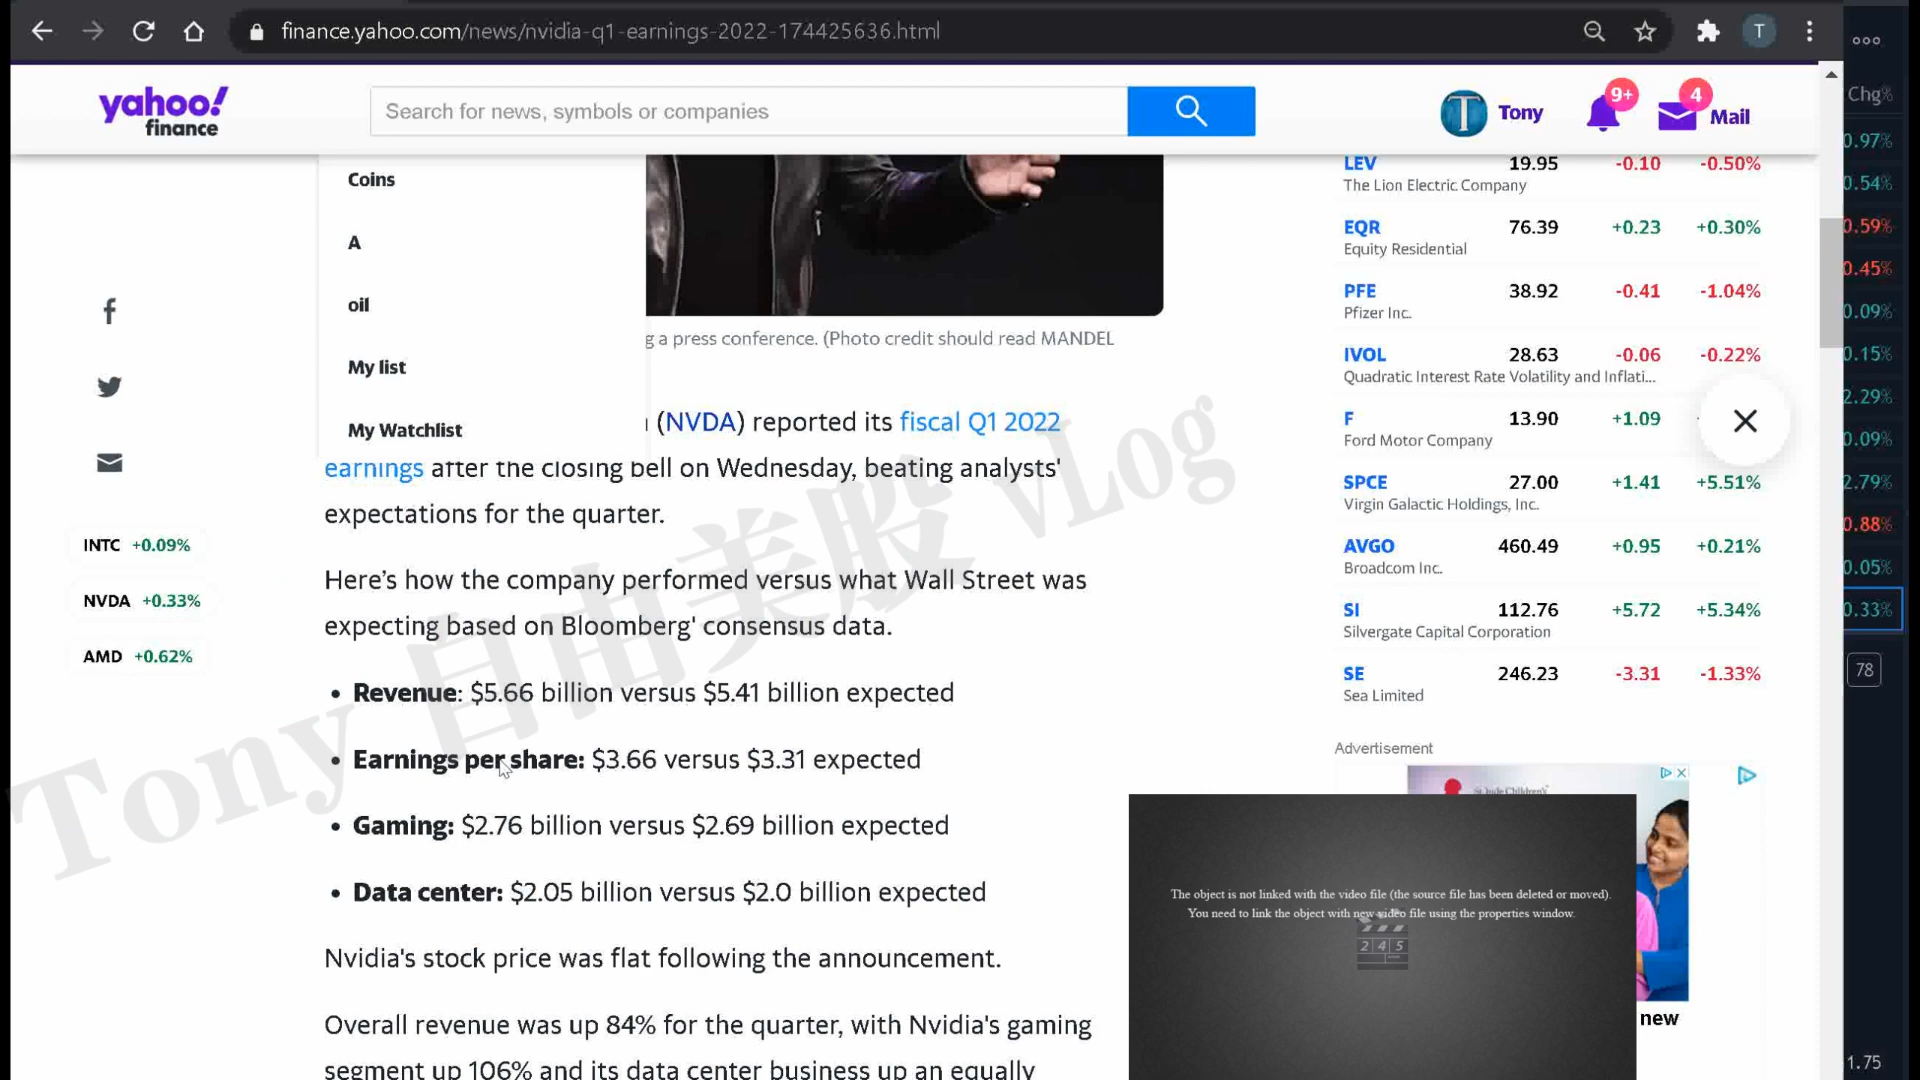 finance.yahoo.com/news/nvidia-q1-earnings-2022-174425636.html
T
yahoo!
finance
Search for news, symbols or companies
T
Tony
9+
4
Mail
Coins
A
oil
My list
My Watchlist
g a press conference. (Photo credit should read MANDEL
(NVDA) reported its fiscal Q1 2022
earnings after the closing bell on Wednesday, beating analysts'
expectations for the quarter.
Here’s how the company performed versus what Wall Street was
expecting based on Bloomberg' consensus data.
• Revenue: $5.66 billion versus $5.41 billion expected
• Earnings per share: $3.66 versus $3.31 expected
• Gaming: $2.76 billion versus $2.69 billion expected
• Data center: $2.05 billion versus $2.0 billion expected
Nvidia's stock price was flat following the announcement.
Overall revenue was up 84% for the quarter, with Nvidia's gaming
segment up 106% and its data center business up an equally
INTC +0.09%
NVDA +0.33%
AMD +0.62%
Tony 自由美股 vLog
LEV 19.95 -0.10 -0.50%
The Lion Electric Company
EQR 76.39 +0.23 +0.30%
Equity Residential
PFE 38.92 -0.41 -1.04%
Pfizer Inc.
IVOL 28.63 -0.06 -0.22%
Quadratic Interest Rate Volatility and Inflati...
F 13.90 +1.09
Ford Motor Company
SPCE 27.00 +1.41 +5.51%
Virgin Galactic Holdings, Inc.
AVGO 460.49 +0.95 +0.21%
Broadcom Inc.
SI 112.76 +5.72 +5.34%
Silvergate Capital Corporation
SE 246.23 -3.31 -1.33%
Sea Limited
Advertisement
St. Jude Children's
The object is not linked with the video file (the source file has been deleted or moved).
You need to link the object with new video file using the properties window.
2 4 5
new
Chg%
0.97%
0.54%
0.59%
0.45%
0.09%
0.15%
2.29%
0.09%
2.79%
0.88%
0.05%
0.33%
78
1.75